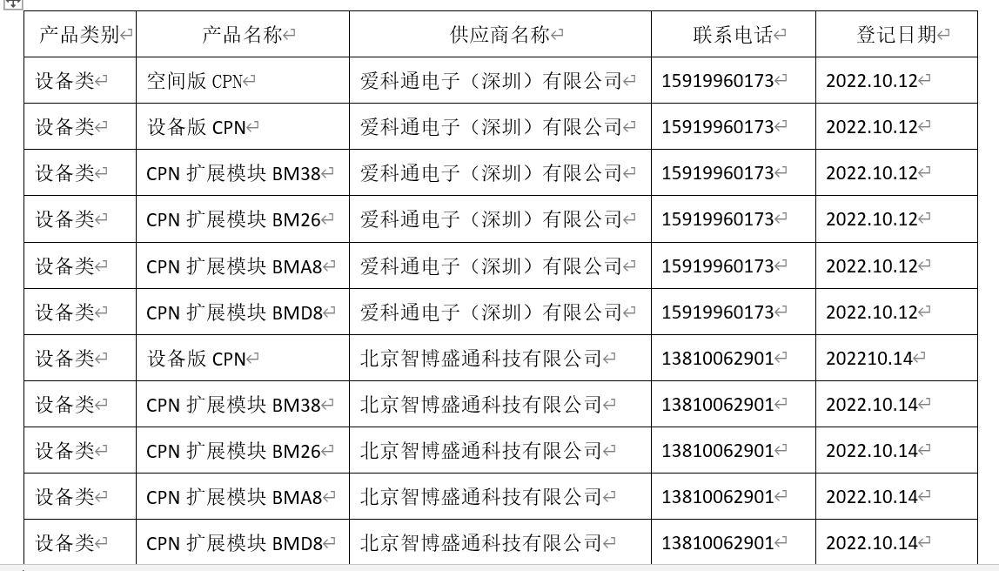 产品类别 产品名称 供应商名称 联系电话 登记日期
设备类 空间版 CPN 爱科通电子（深圳）有限公司 15919960173 2022.10.12
设备类 设备版 CPN 爱科通电子（深圳）有限公司 15919960173 2022.10.12
设备类 CPN 扩展模块 BM38 爱科通电子（深圳）有限公司 15919960173 2022.10.12
设备类 CPN 扩展模块 BM26 爱科通电子（深圳）有限公司 15919960173 2022.10.12
设备类 CPN 扩展模块 BMA8 爱科通电子（深圳）有限公司 15919960173 2022.10.12
设备类 CPN 扩展模块 BMD8 爱科通电子（深圳）有限公司 15919960173 2022.10.12
设备类 设备版 CPN 北京智博盛通科技有限公司 13810062901 202210.14
设备类 CPN 扩展模块 BM38 北京智博盛通科技有限公司 13810062901 2022.10.14
设备类 CPN 扩展模块 BM26 北京智博盛通科技有限公司 13810062901 2022.10.14
设备类 CPN 扩展模块 BMA8 北京智博盛通科技有限公司 13810062901 2022.10.14
设备类 CPN 扩展模块 BMD8 北京智博盛通科技有限公司 13810062901 2022.10.14